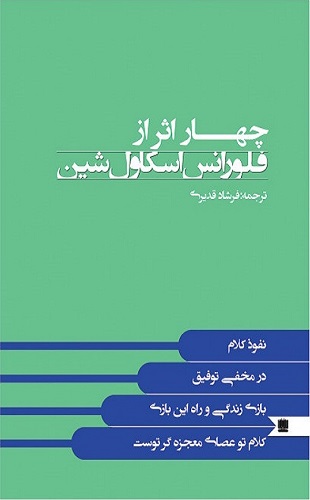 چهار اثر از
فلورانس اسکاول شین
ترجمه: فرشاد قدیری
نفوذ کلام
در مخفی توفیق
بازی زندگی و راه این بازی
کلام تو عصای معجزه گر توست